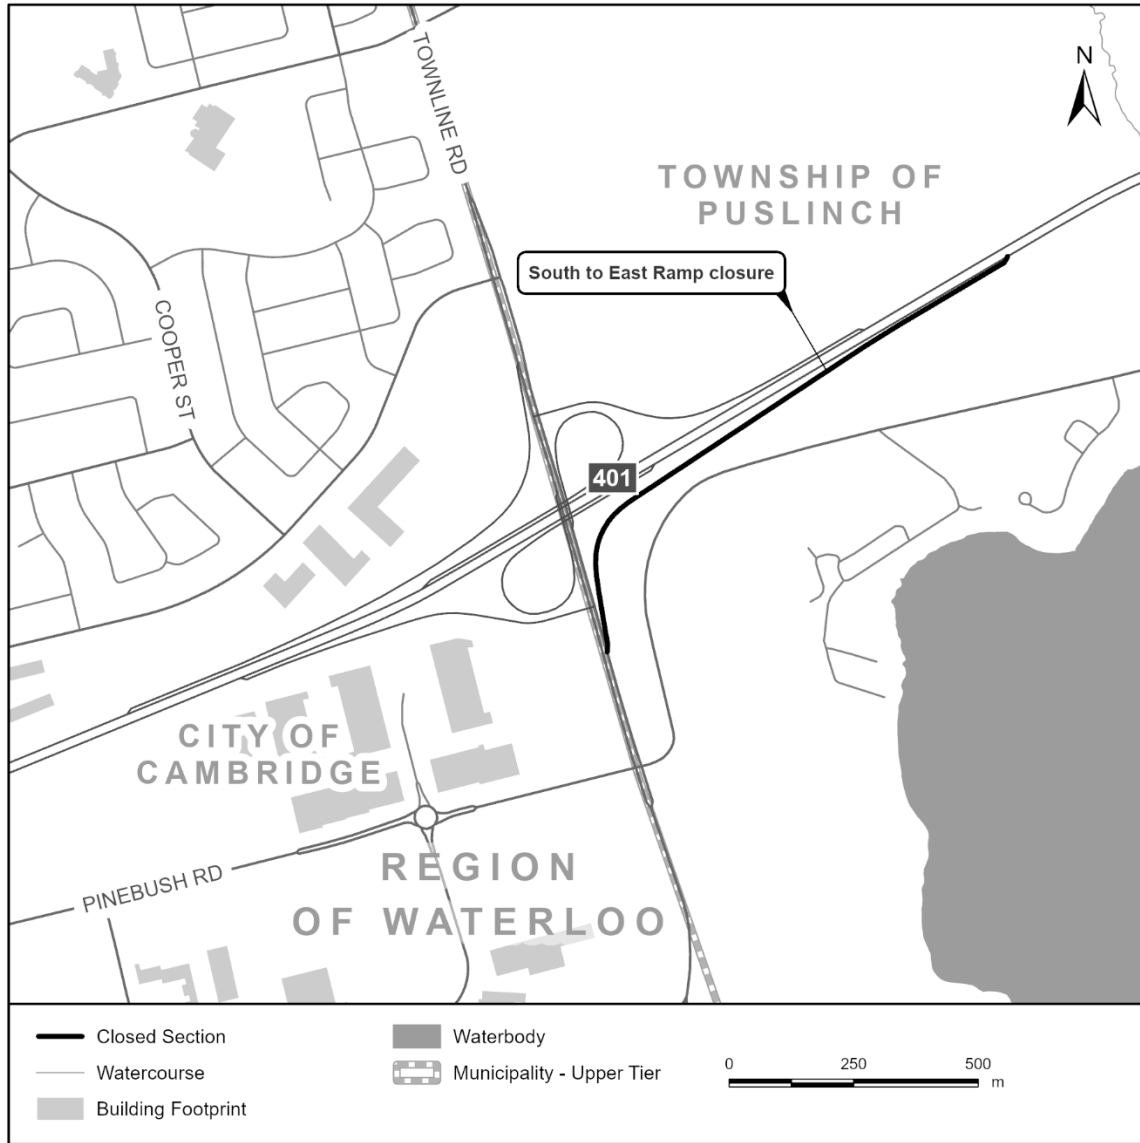 TOWNLINE RD
N
TOWNSHIP OF
PUSLINCH
South to East Ramp closure
COOPER ST
401
CITY OF
CAMBRIDGE
REGION
OF WATERLOO
PINEBUSH RD
Closed Section
Watercourse
Building Footprint
Waterbody
Municipality - Upper Tier
0 250 500
m